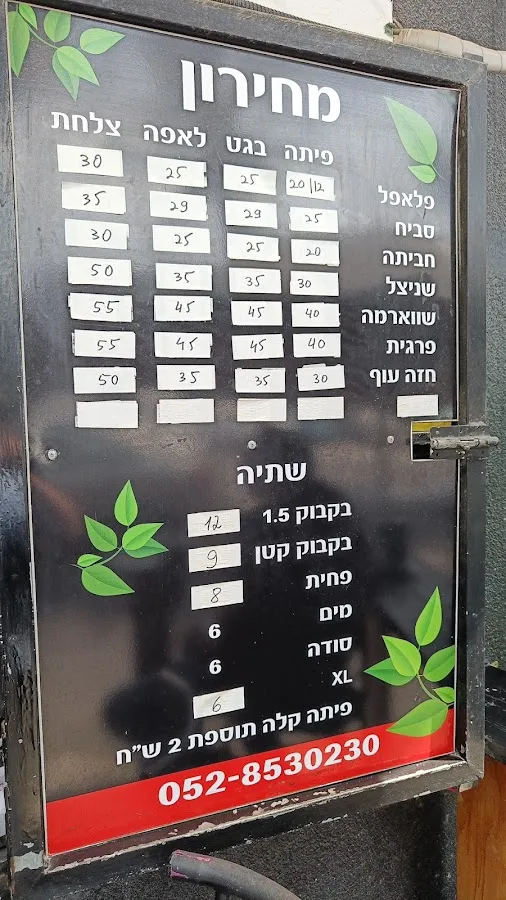 מחירון
פיתה בגט לאפה צלחת
פלאפל 20/12 25 25 30
סביח 25 29 29 35
חביתה 20 25 25 30
שניצל 30 35 35 50
שווארמה 40 45 45 55
פרגית 40 45 45 55
חזה עוף 30 35 35 50
שתיה
בקבוק 1.5 12
בקבוק קטן 9
פחית 8
מים 6
סודה 6
XL 6
פיתה קלה תוספת 2 ש״ח
052-8530230